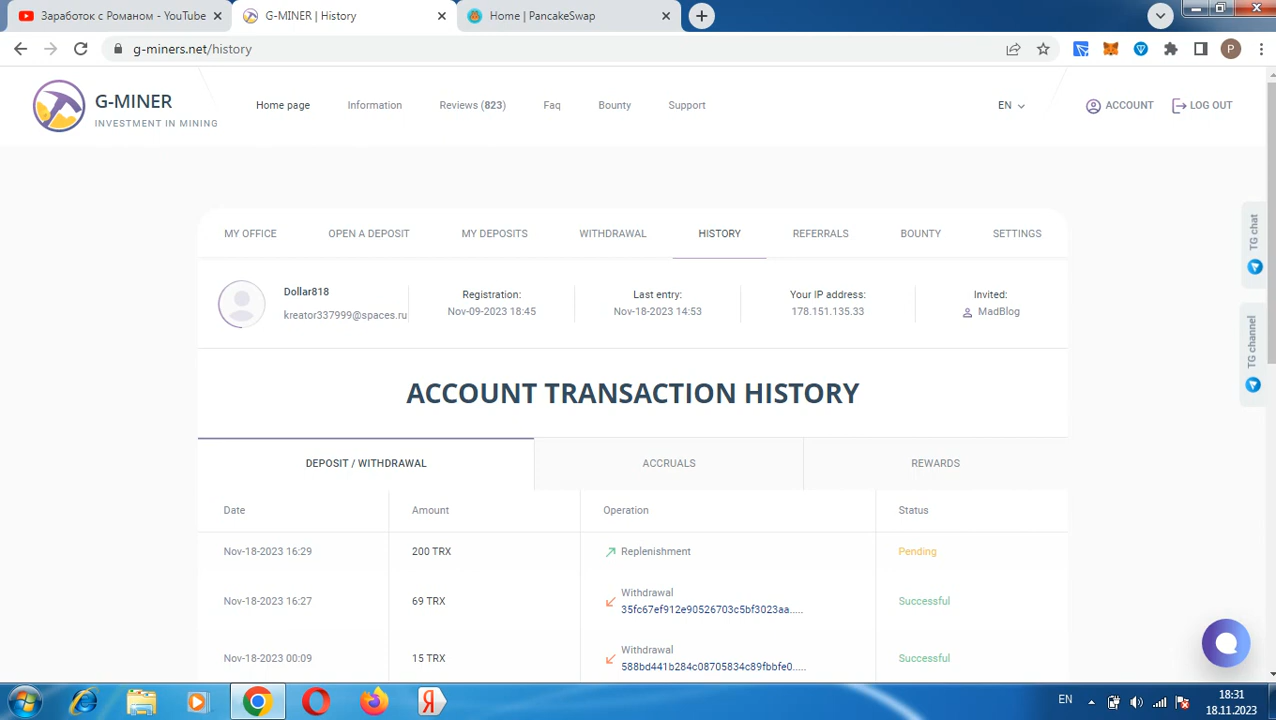 Заработок с Романом - YouTube
G-MINER | History
Home | PancakeSwap
g-miners.net/history
P
G-MINER
INVESTMENT IN MINING
Home page
Information
Reviews (823)
Faq
Bounty
Support
EN
ACCOUNT
LOG OUT
MY OFFICE
OPEN A DEPOSIT
MY DEPOSITS
WITHDRAWAL
HISTORY
REFERRALS
BOUNTY
SETTINGS
TG chat
TG channel
Dollar818
kreator337999@spaces.ru
Registration:
Nov-09-2023 18:45
Last entry:
Nov-18-2023 14:53
Your IP address:
178.151.135.33
Invited:
MadBlog
ACCOUNT TRANSACTION HISTORY
DEPOSIT / WITHDRAWAL
ACCRUALS
REWARDS
Date
Amount
Operation
Status
Nov-18-2023 16:29
200 TRX
Replenishment
Pending
Nov-18-2023 16:27
69 TRX
Withdrawal
35fc67ef912e90526703c5bf3023aa.....
Successful
Nov-18-2023 00:09
15 TRX
Withdrawal
588bd441b284c08705834c89fbbfe0.....
Successful
Я
EN
18:31
18.11.2023